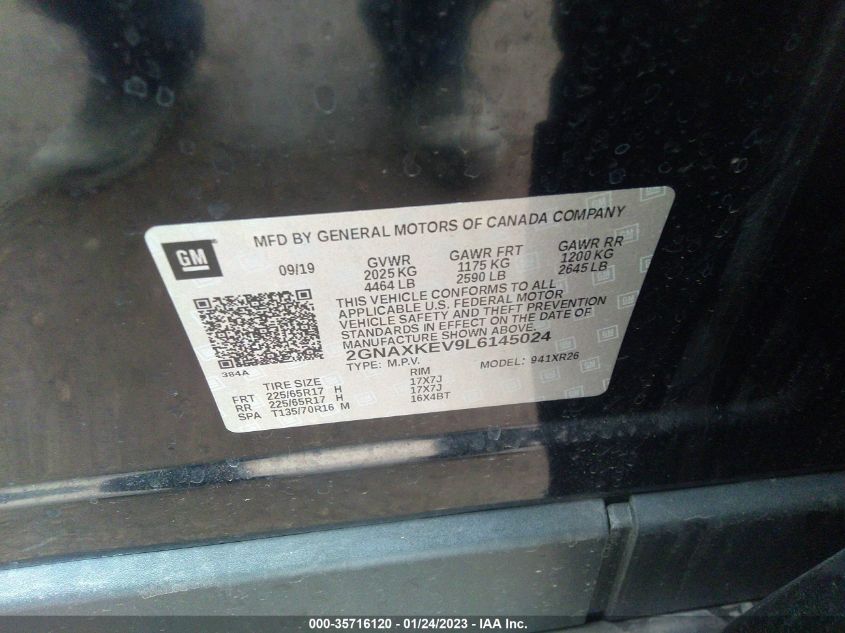 GM
MFD BY GENERAL MOTORS OF CANADA COMPANY
09/19
GVWR GAWR FRT GAWR RR
2025 KG 1175 KG 1200 KG
4464 LB 2590 LB 2645 LB
THIS VEHICLE CONFORMS TO ALL
APPLICABLE U.S. FEDERAL MOTOR
VEHICLE SAFETY AND THEFT PREVENTION
STANDARDS IN EFFECT ON THE DATE OF
MANUFACTURE SHOWN ABOVE.
2GNAXKEV9L6145024
TYPE: M.P.V. MODEL: 941XR26
384A
TIRE SIZE RIM
FRT 225/65R17 H 17X7J
RR 225/65R17 H 17X7J
SPA T135/70R16 M 16X4BT
000-35716120 / 01/24/2023 - © IAA Inc.